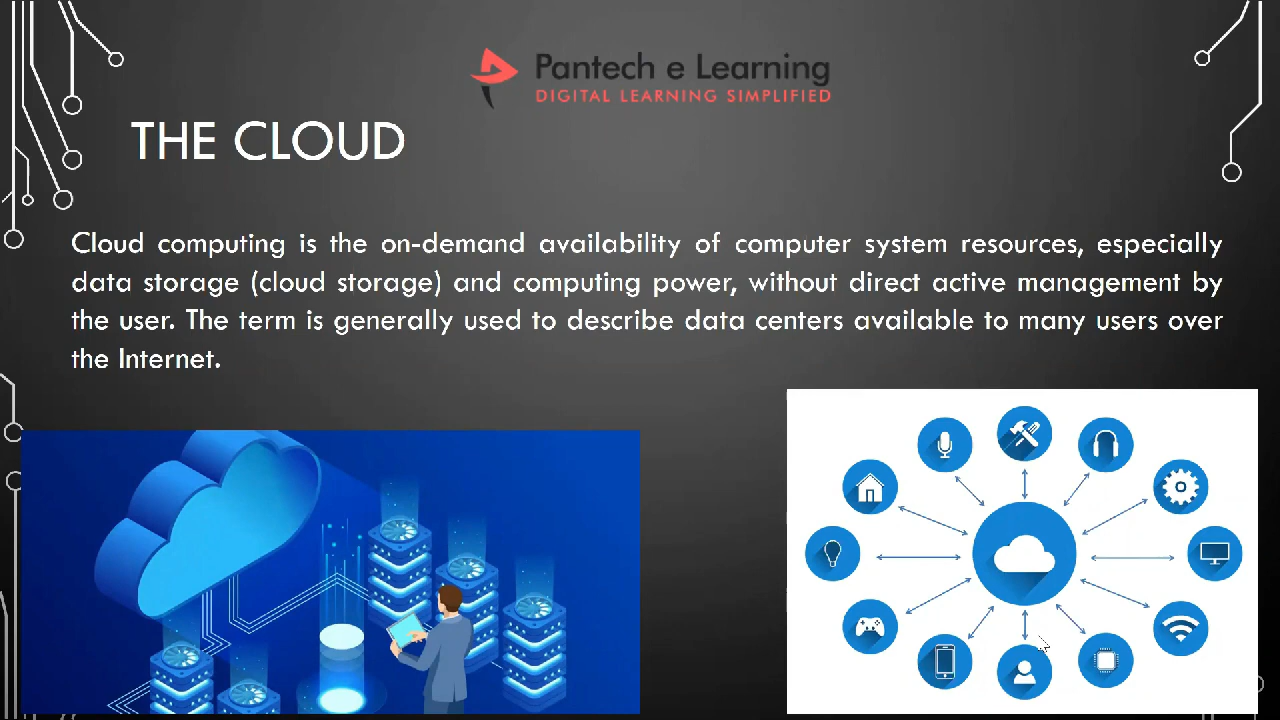 Pantech e Learning
DIGITAL LEARNING SIMPLIFIED
THE CLOUD
Cloud computing is the on-demand availability of computer system resources, especially
data storage (cloud storage) and computing power, without direct active management by
the user. The term is generally used to describe data centers available to many users over
the Internet.